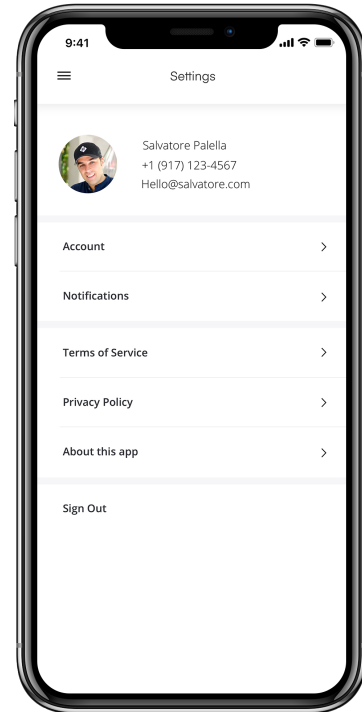 9:41
Settings
Salvatore Palella
+1 (917) 123-4567
Hello@salvatore.com
Account
Notifications
Terms of Service
Privacy Policy
About this app
Sign Out